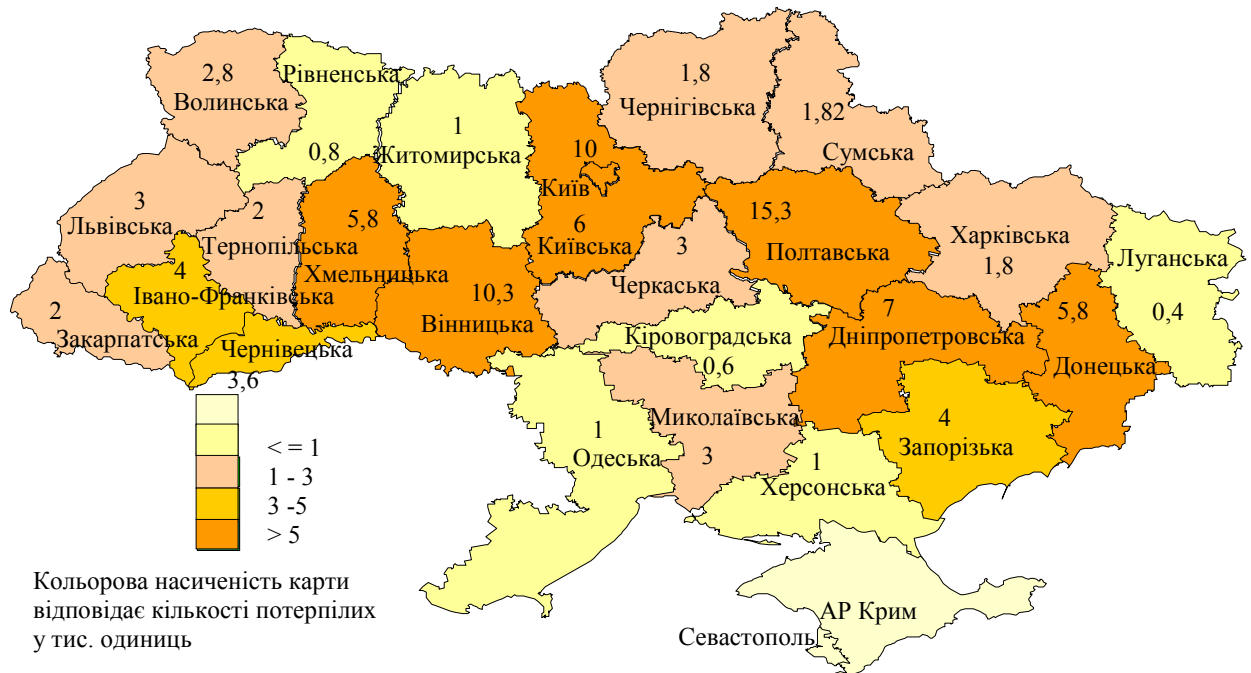 2,8
Волинська
Рівненська
0,8
1
Житомирська
10
Київ
6
Київська
1,8
Чернігівська
1,82
Сумська
3
Львівська
2
Тернопільська
5,8
Хмельницька
10,3
Вінницька
3
Черкаська
15,3
Полтавська
Харківська
1,8
Луганська
0,4
2
Закарпатська
4
Івано-Франківська
Чернівецька
3,6
Кіровоградська
0,6
7
Дніпропетровська
5,8
Донецька
1
Одеська
Миколаївська
3
1
Херсонська
4
Запорізька
АР Крим
Севастополь
< = 1
1 - 3
3 -5
> 5
Кольорова насиченість карти
відповідає кількості потерпілих
у тис. одиниць